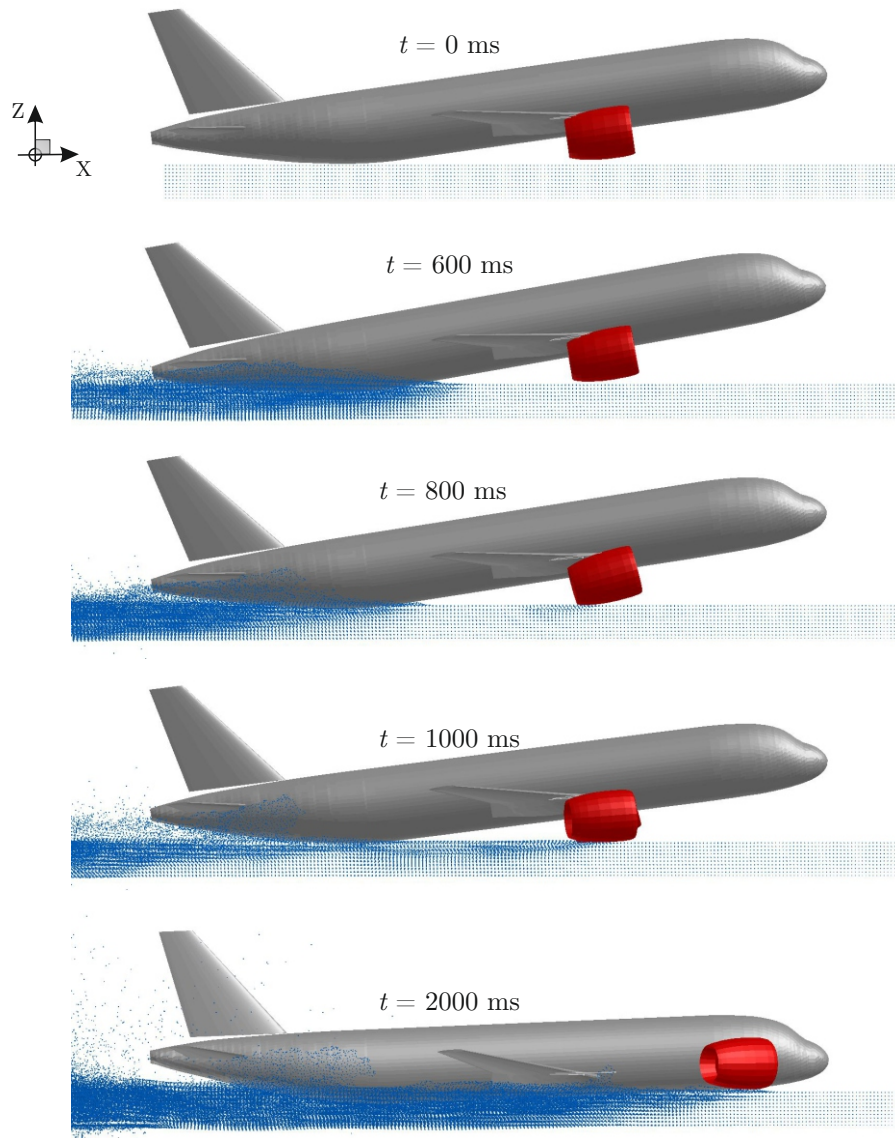 t = 0 ms
Z
X
t = 600 ms
t = 800 ms
t = 1000 ms
t = 2000 ms